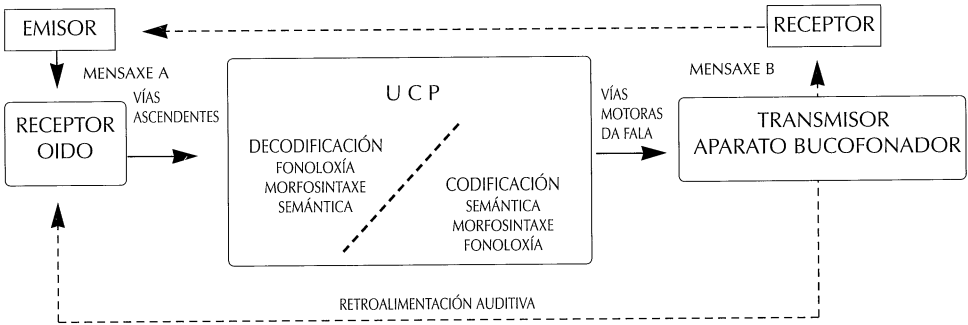 EMISOR
RECEPTOR
MENSAXE A
MENSAXE B
RECEPTOR
OIDO
VÍAS
ASCENDENTES
U C P
DECODIFICACIÓN
FONOLOXÍA
MORFOSINTAXE
SEMÁNTICA
CODIFICACIÓN
SEMÁNTICA
MORFOSINTAXE
FONOLOXÍA
VÍAS
MOTORAS
DA FALA
TRANSMISOR
APARATO BUCOFONADOR
RETROALIMENTACIÓN AUDITIVA